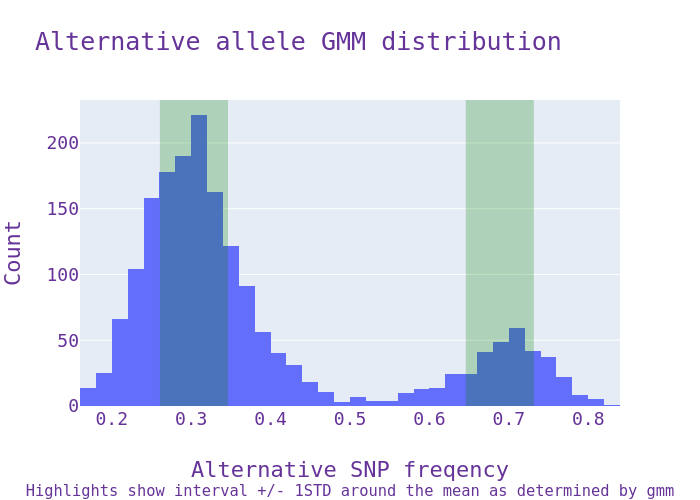 Alternative allele GMM distribution
200
150
100
50
0
Count
0.2 0.3 0.4 0.5 0.6 0.7 0.8
Alternative SNP freqency
Highlights show interval +/- 1STD around the mean as determined by gmm